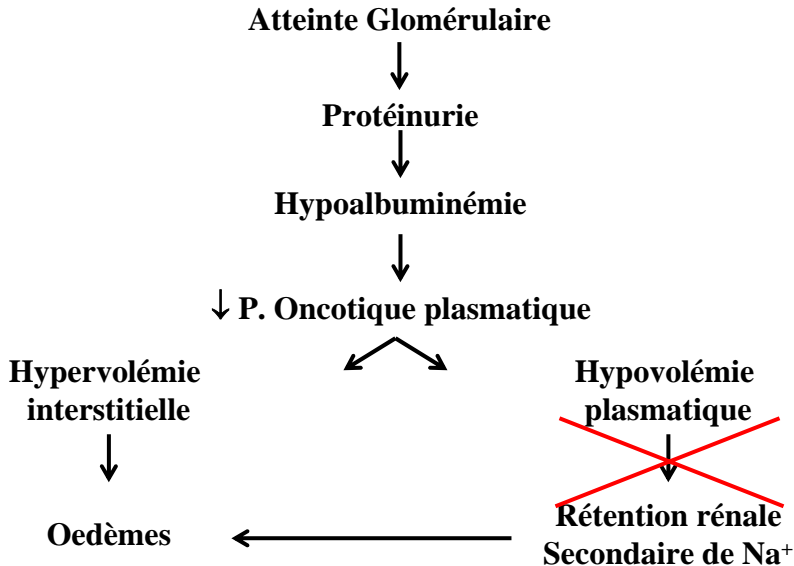 Atteinte Glomérulaire
Protéinurie
Hypoalbuminémie
↓ P. Oncotique plasmatique
Hypervolémie
interstitielle
Hypovolémie
plasmatique
Oedèmes
Rétention rénale
Secondaire de Na⁺